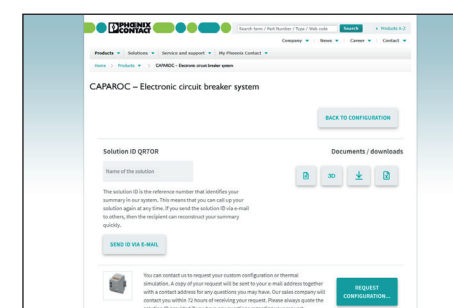 PHOENIX
CONTACT
Search term / Part Number / Type / Web code
Search
Products A-Z
Company
News
Career
Contact
Products
Solutions
Service and support
My Phoenix Contact
Home
Products
CAPAROC – Electronic circuit breaker system
CAPAROC – Electronic circuit breaker system
BACK TO CONFIGURATION
Solution ID QR7OR
Documents / downloads
Name of the solution
3D
The solution ID is the reference number that identifies your
summary in our system. This means that you can call up your
solution again at any time. If you send the solution ID via e-mail
to others, then the recipient can reconstruct your summary
quickly.
SEND ID VIA E-MAIL
You can contact us to request your custom configuration or thermal
simulation. A copy of your request will be sent to your e-mail address together
with a contact address for any questions you may have. Our sales company will
contact you within 72 hours of receiving your request. Please always quote the
REQUEST
CONFIGURATION...